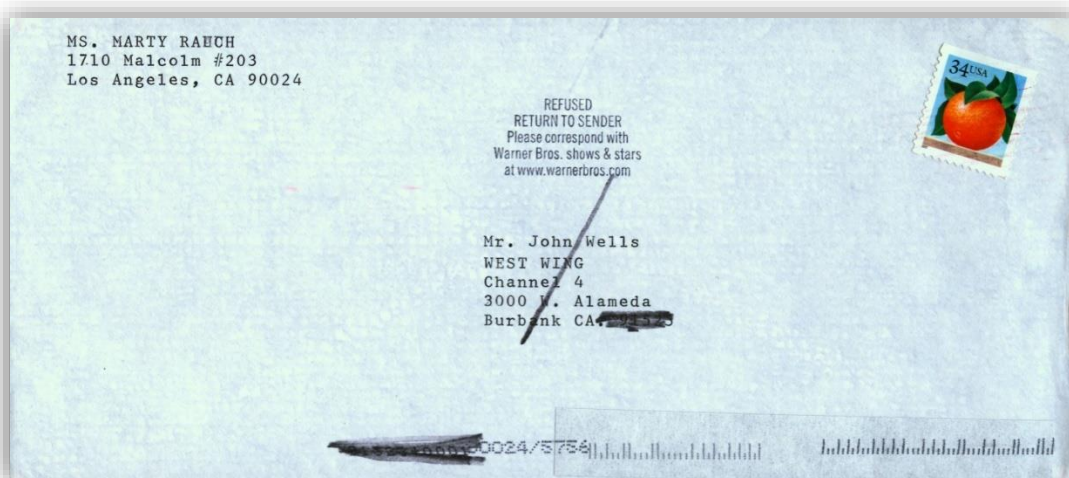 MS. MARTY RAUCH
1710 Malcolm #203
Los Angeles, CA 90024
34USA
REFUSED
RETURN TO SENDER
Please correspond with
Warner Bros. shows & stars
at www.warnerbros.com
Mr. John Wells
WEST WING
Channel 4
3000 W. Alameda
Burbank CA.
0024/5756